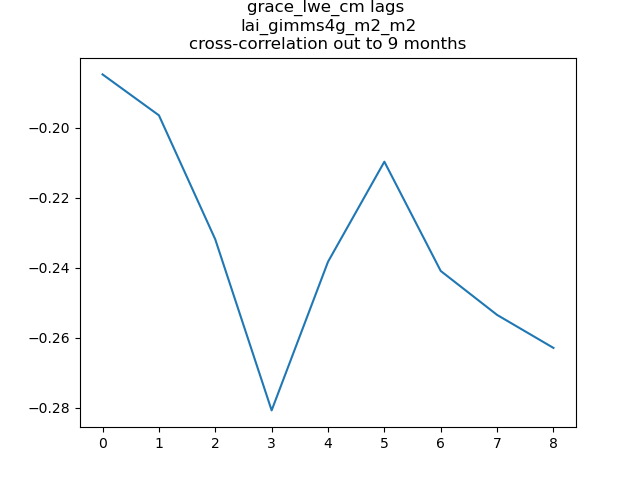 grace_lwe_cm lags
lai_gimms4g_m2_m2
cross-correlation out to 9 months
−0.20
−0.22
−0.24
−0.26
−0.28
0 1 2 3 4 5 6 7 8